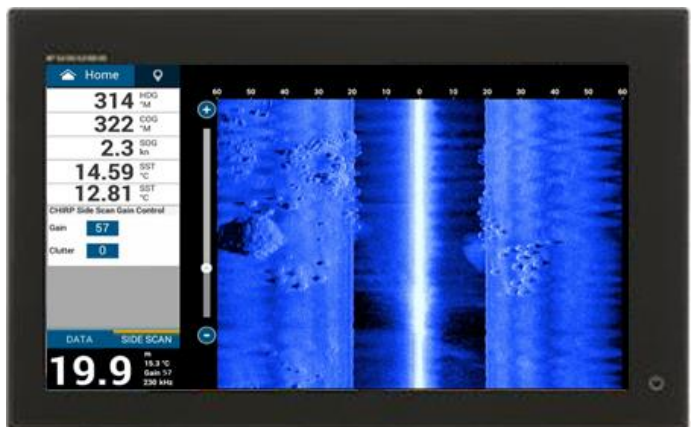 Home
314 HDG °M
322 COG °M
2.3 SOG kn
14.59 SST °C
12.81 SST °C
CHIRP Side Scan Gain Control
Gain 57
Clutter 0
DATA SIDE SCAN
19.9 m
15.3 °C
Gain 57
230 kHz
60 50 40 30 20 10 0 10 20 30 40 50 60
+
-